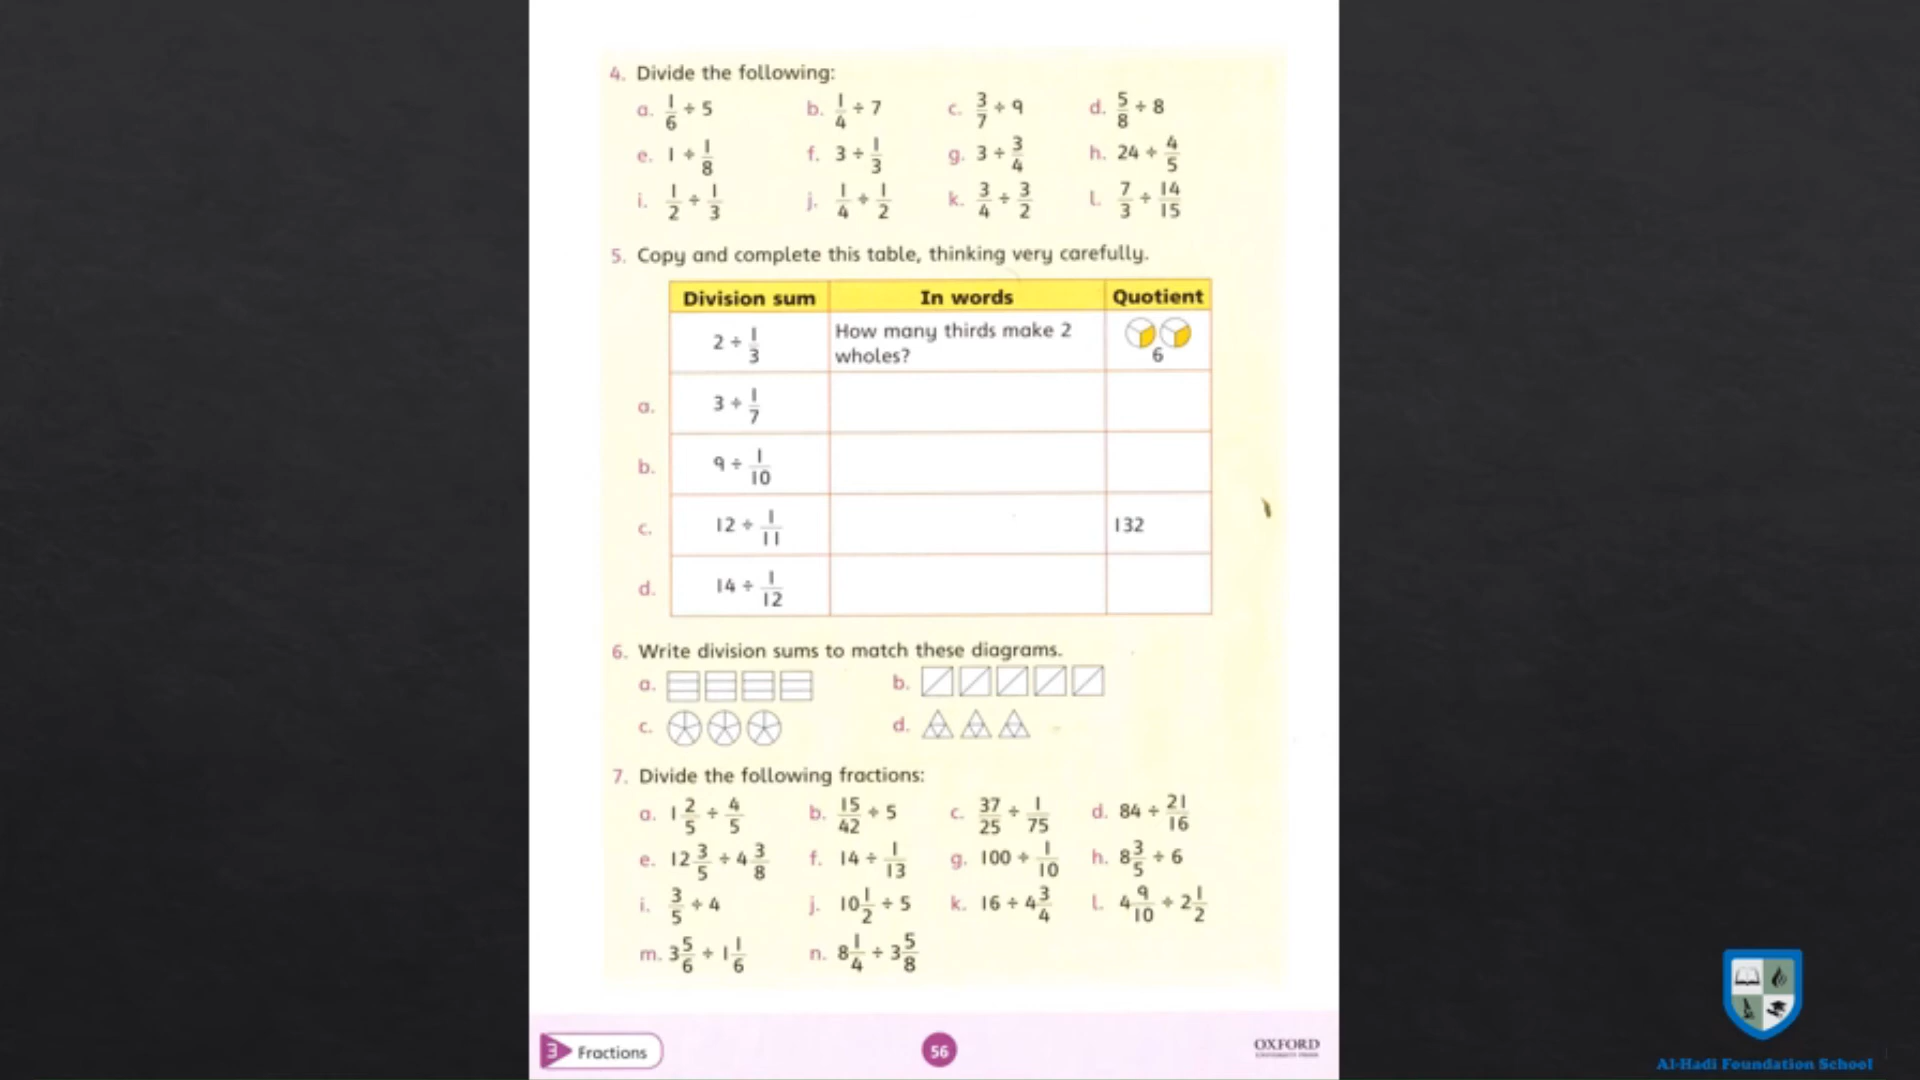 4. Divide the following:
a. 1/6 ÷ 5 b. 1/4 ÷ 7 c. 3/7 ÷ 9 d. 5/8 ÷ 8
e. 1 ÷ 1/8 f. 3 ÷ 1/3 g. 3 ÷ 3/4 h. 24 ÷ 4/5
i. 1/2 ÷ 1/3 j. 1/4 ÷ 1/2 k. 3/4 ÷ 3/2 l. 7/3 ÷ 14/15
5. Copy and complete this table, thinking very carefully.
Division sum In words Quotient
2 ÷ 1/3 How many thirds make 2
wholes? 6
a. 3 ÷ 1/7
b. 9 ÷ 1/10
c. 12 ÷ 1/11 132
d. 14 ÷ 1/12
6. Write division sums to match these diagrams.
a. b.
c. d.
7. Divide the following fractions:
a. 1 2/5 ÷ 4/5 b. 15/42 ÷ 5 c. 37/25 ÷ 1/75 d. 84 ÷ 21/16
e. 12 3/5 ÷ 4 3/8 f. 14 ÷ 1/13 g. 100 ÷ 1/10 h. 8 3/5 ÷ 6
i. 3/5 ÷ 4 j. 10 1/2 ÷ 5 k. 16 ÷ 4 3/4 l. 4 9/10 ÷ 2 1/2
m. 3 5/6 ÷ 1 1/6 n. 8 1/4 ÷ 3 5/8
3 Fractions
56
OXFORD
UNIVERSITY PRESS
Al-Hadi Foundation School